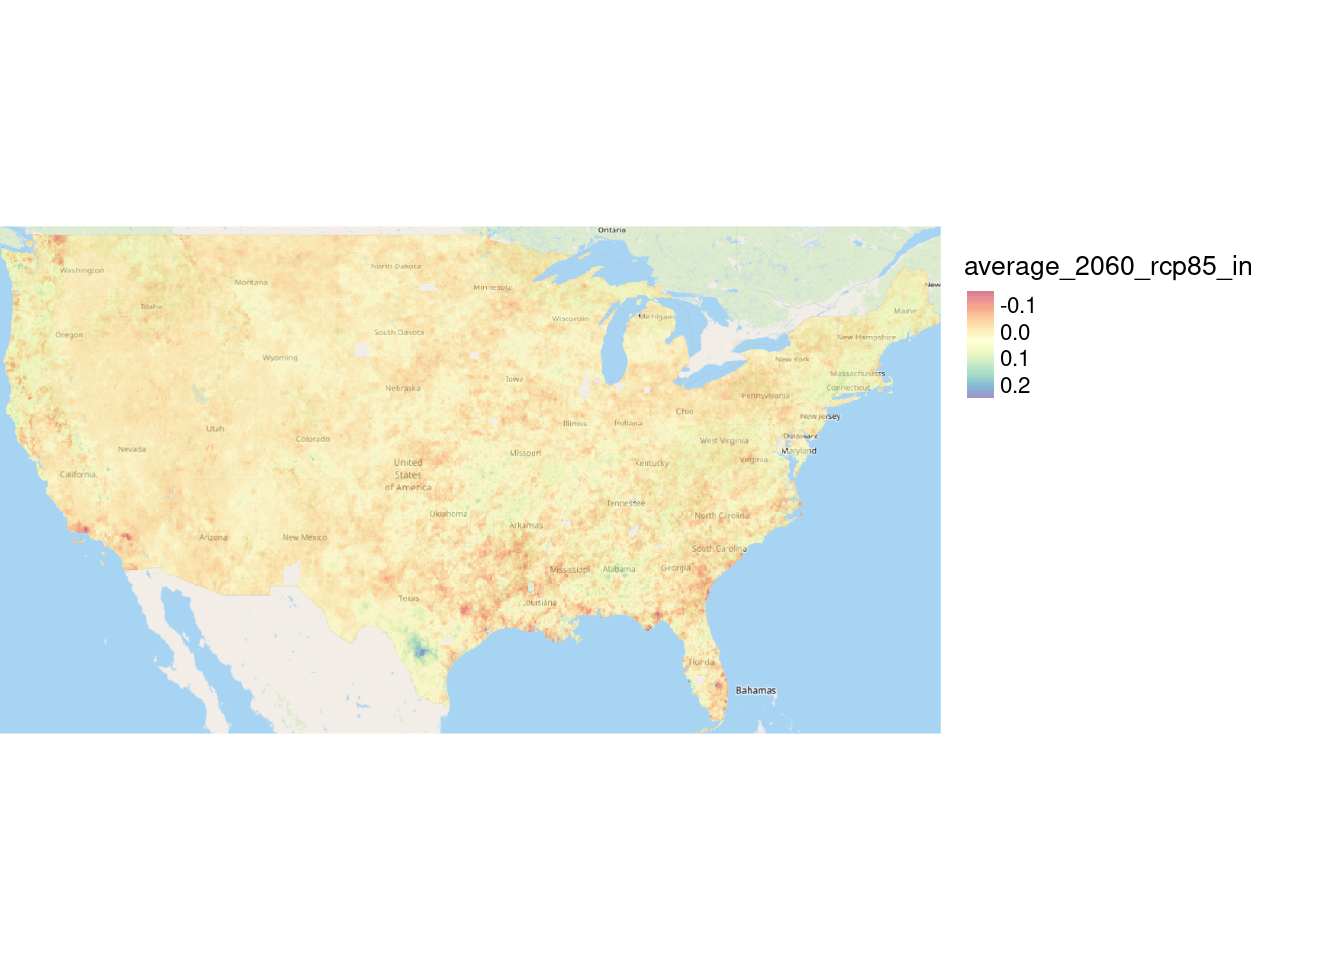 Ontario
average_2060_rcp85_in
-0.1
0.0
0.1
0.2
Washington
North Dakota
Montana
Minnesota
New
Idaho
Maine
Oregon
South Dakota
Wisconsin
Michigan
New Hampshire
Wyoming
New York
Iowa
Massachusetts
Nebraska
Connecticut
Pennsylvania
Ohio
New Jersey
Utah
Illinois
Indiana
Colorado
West Virginia
Delaware
Nevada
Missouri
Maryland
United
States
of America
Kentucky
Virginia
California
Tennessee
Oklahoma
North Carolina
Arkansas
Arizona
New Mexico
South Carolina
Mississippi
Alabama
Georgia
Texas
Louisiana
Florida
Bahamas